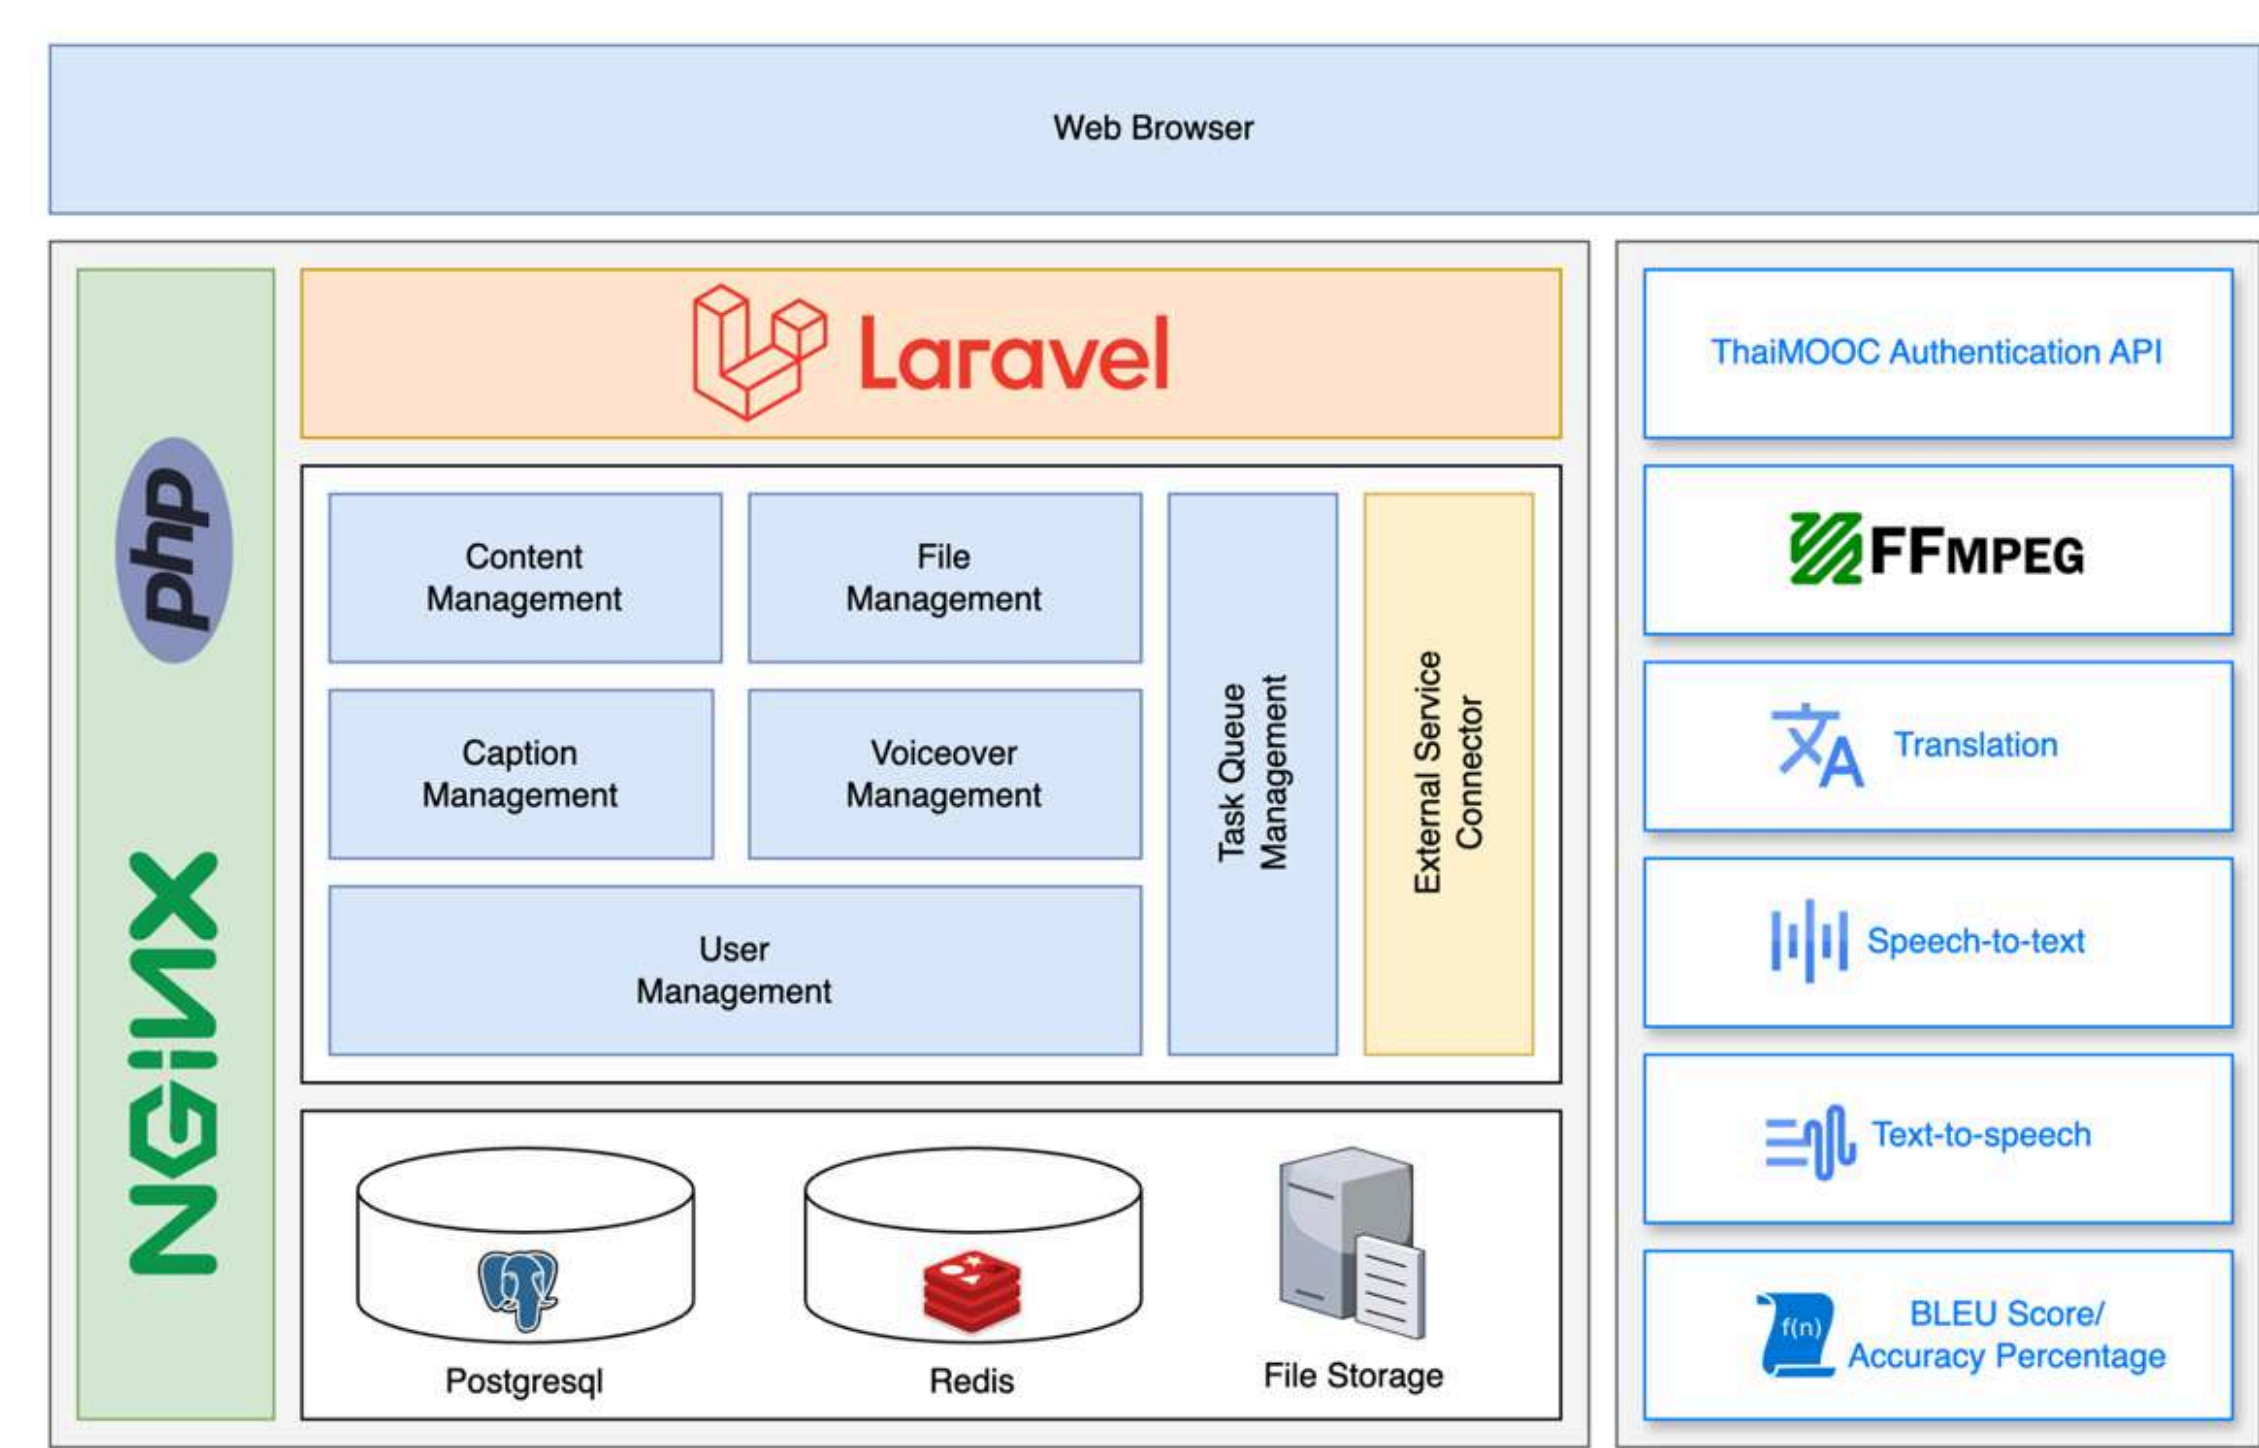 Web Browser
php
NGINX
Laravel
Content
Management
File
Management
Caption
Management
Voiceover
Management
User
Management
Task Queue
Management
External Service
Connector
Postgresql
Redis
File Storage
ThaiMOOC Authentication API
FFMPEG
文A Translation
Speech-to-text
Text-to-speech
f(n)
BLEU Score/
Accuracy Percentage